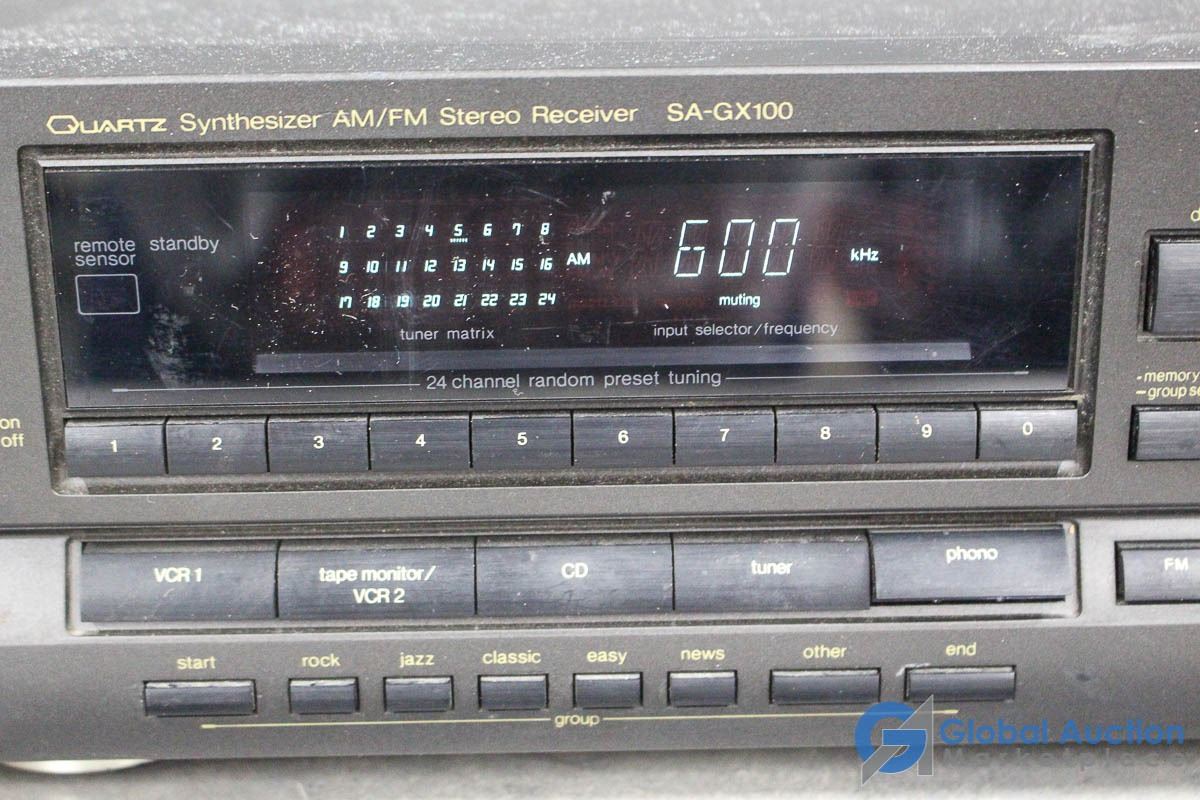 QUARTZ Synthesizer AM/FM Stereo Receiver SA-GX100
remote sensor standby
1 2 3 4 5 6 7 8
9 10 11 12 13 14 15 16 AM
17 18 19 20 21 22 23 24
600 kHz
muting
tuner matrix
input selector/frequency
24 channel random preset tuning
-memory
on
off
1 2 3 4 5 6 7 8 9 0
VCR 1
tape monitor/
VCR 2
CD
tuner
phono
FM
start rock jazz classic easy news other end
group
Global Auction